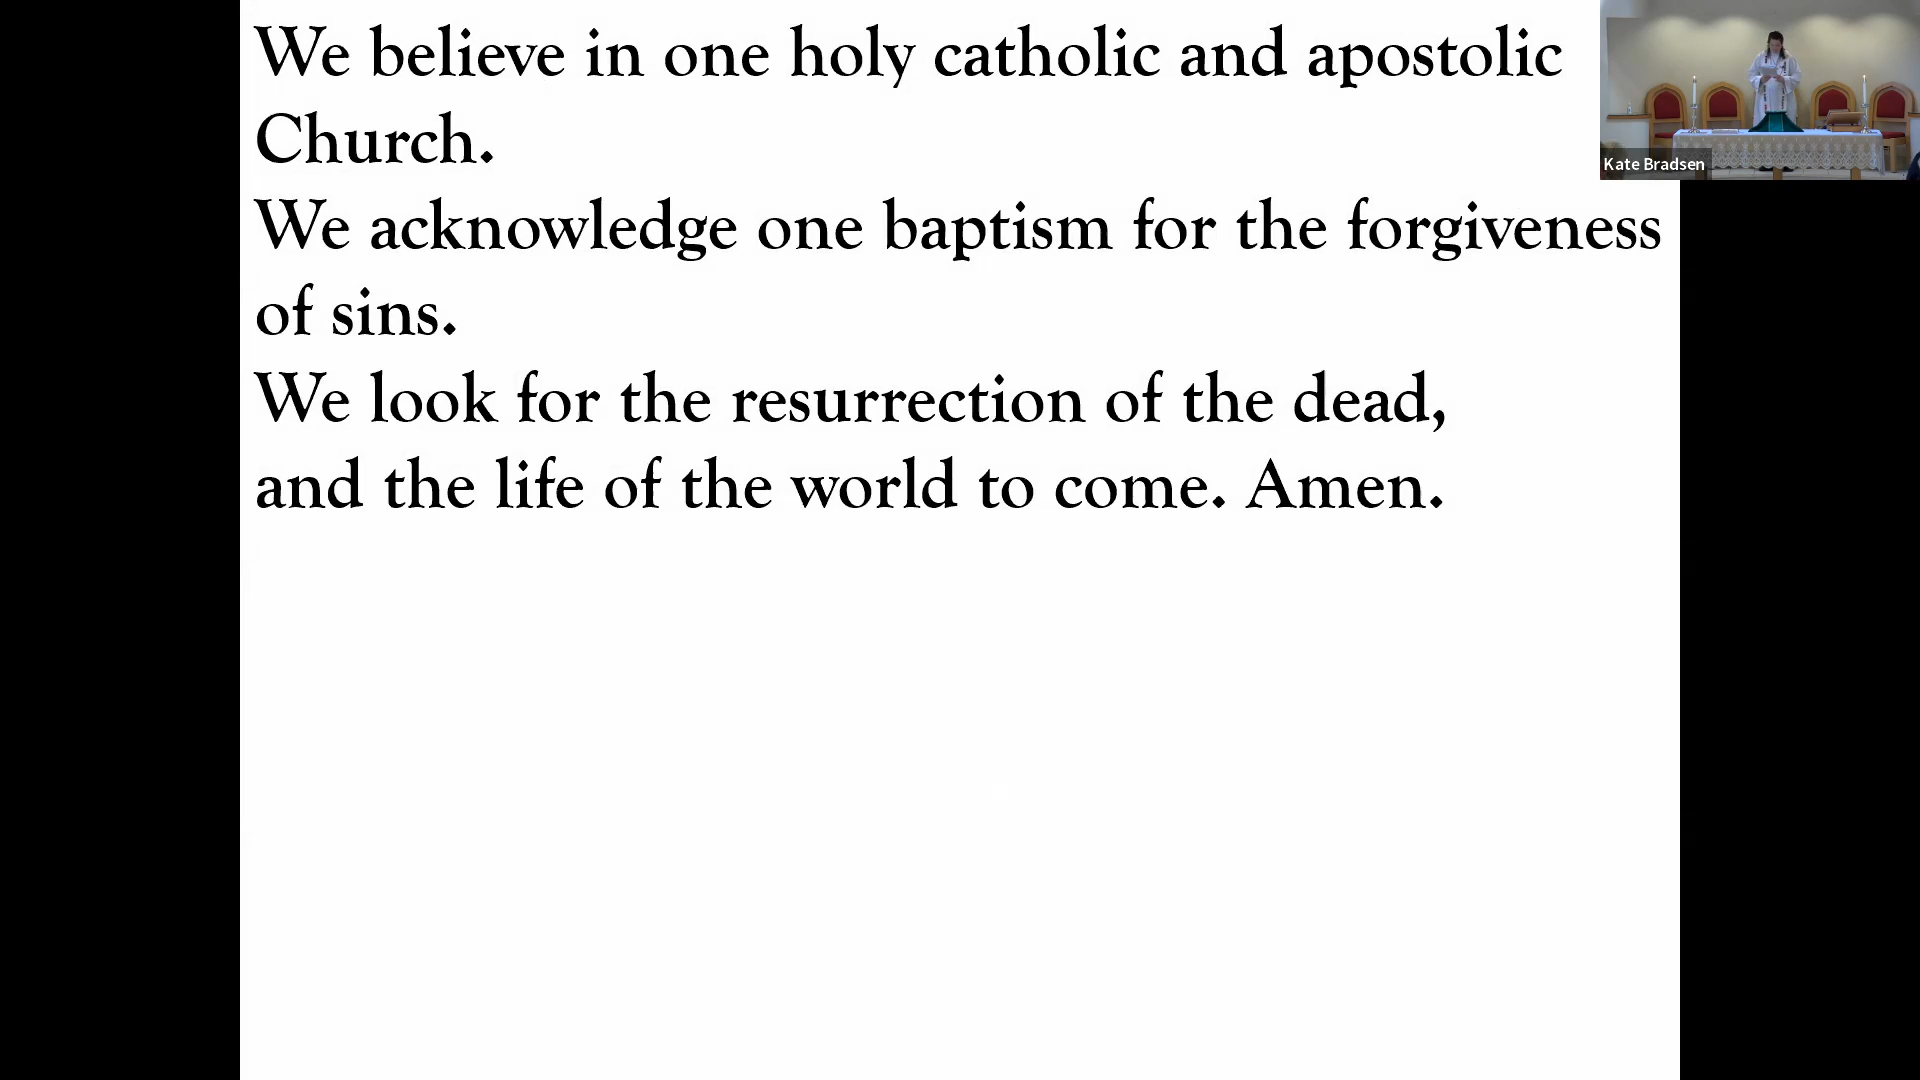 We believe in one holy catholic and apostolic
Church.
We acknowledge one baptism for the forgiveness
of sins.
We look for the resurrection of the dead,
and the life of the world to come. Amen.
Kate Bradsen